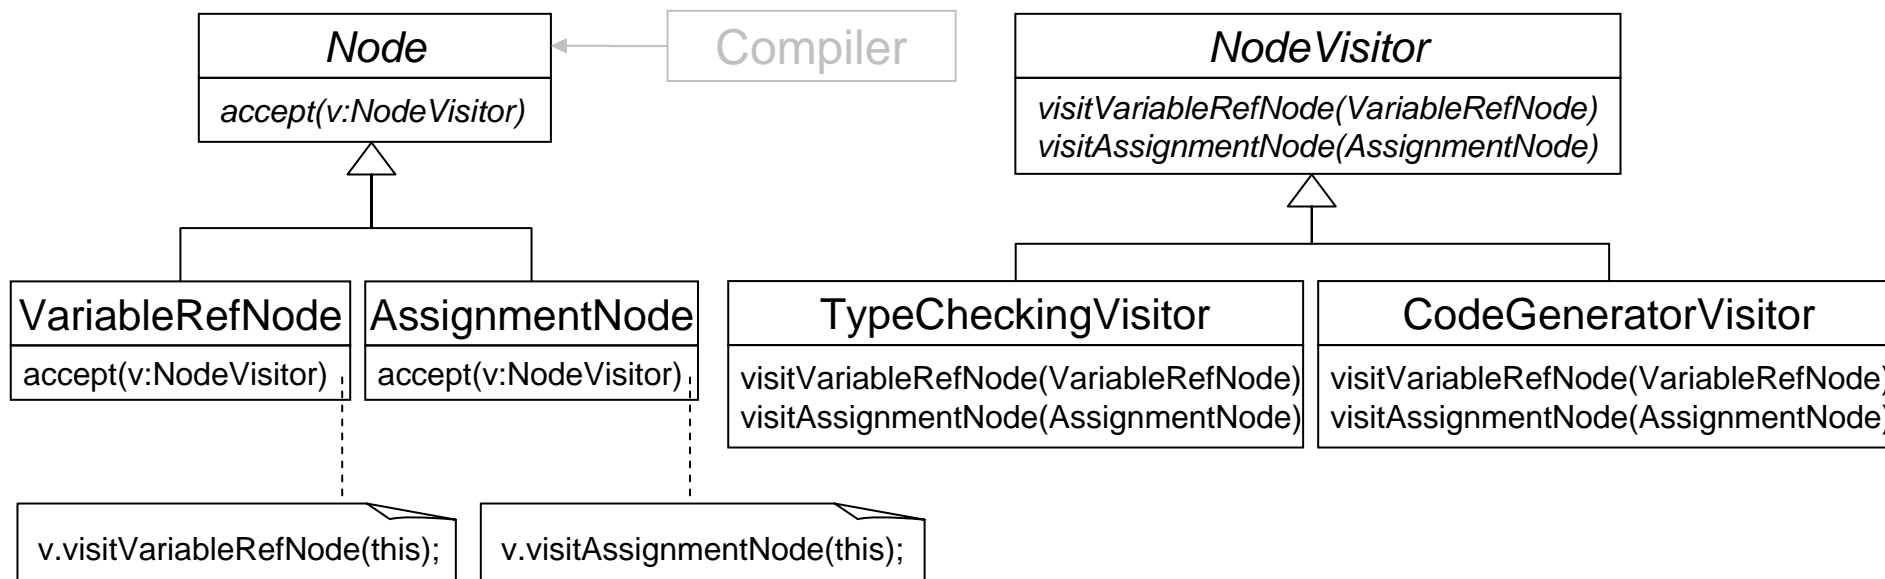 Node
accept(v:NodeVisitor)
Compiler
NodeVisitor
visitVariableRefNode(VariableRefNode)
visitAssignmentNode(AssignmentNode)
VariableRefNode
accept(v:NodeVisitor)
AssignmentNode
accept(v:NodeVisitor)
TypeCheckingVisitor
visitVariableRefNode(VariableRefNode)
visitAssignmentNode(AssignmentNode)
CodeGeneratorVisitor
visitVariableRefNode(VariableRefNode)
visitAssignmentNode(AssignmentNode)
v.visitVariableRefNode(this);
v.visitAssignmentNode(this);